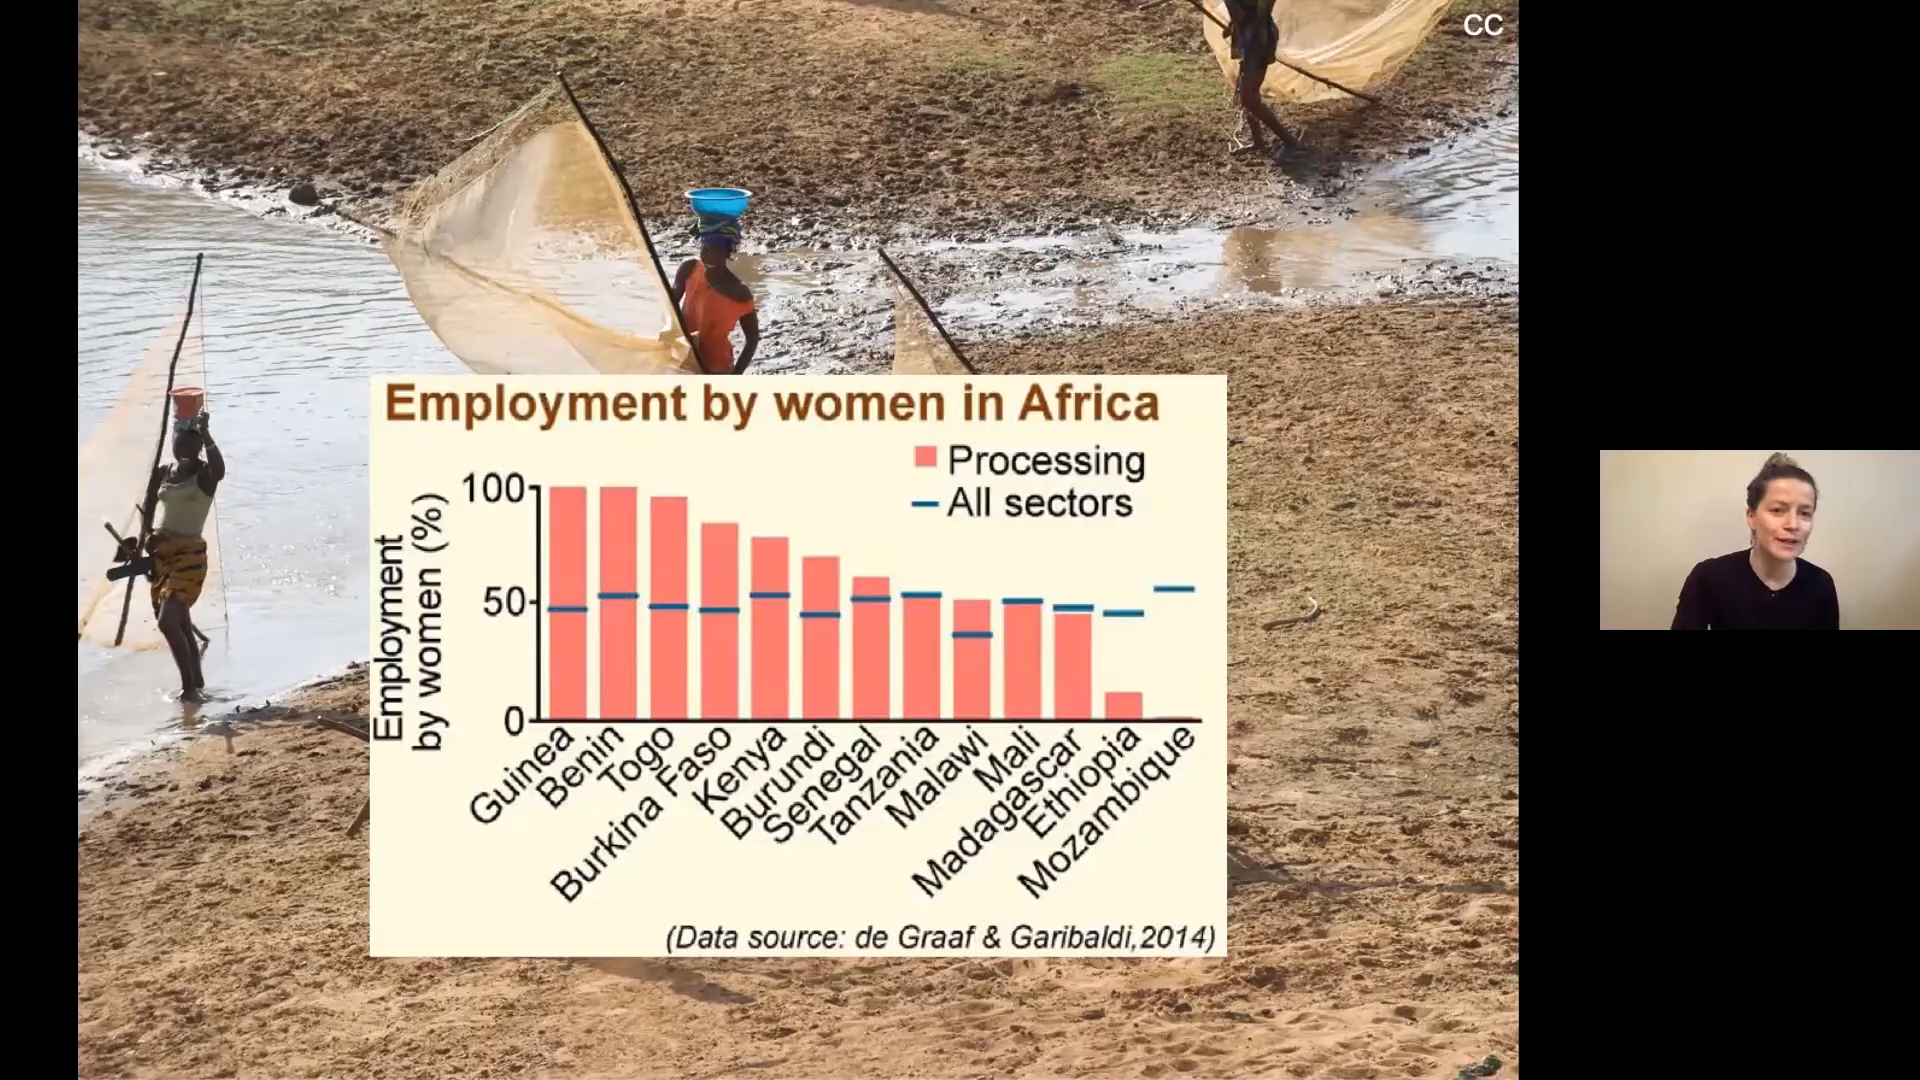 CC
Employment by women in Africa
Processing
All sectors
Employment
by women (%)
100
50
0
Guinea
Benin
Togo
Burkina Faso
Kenya
Burundi
Senegal
Tanzania
Malawi
Mali
Madagascar
Ethiopia
Mozambique
(Data source: de Graaf & Garibaldi,2014)